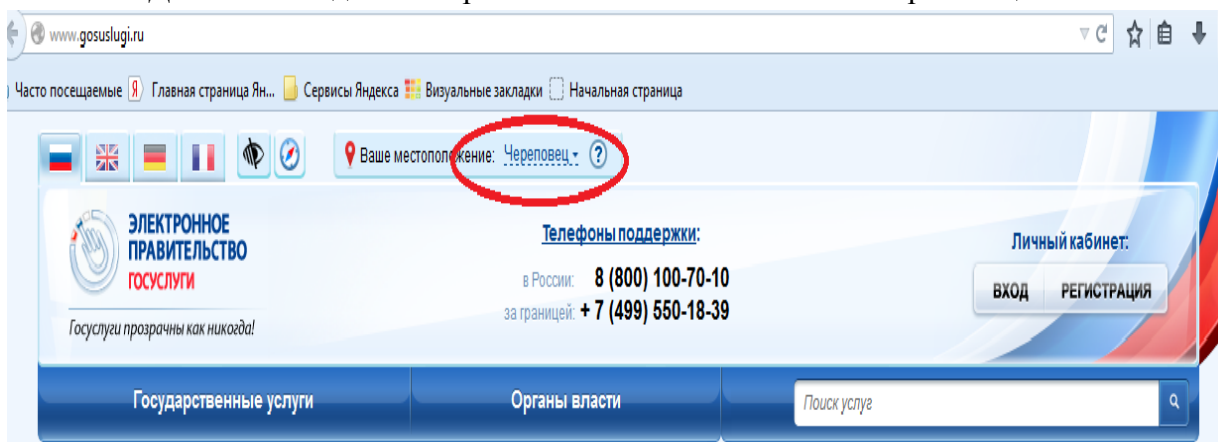 www.gosuslugi.ru
Часто посещаемые Я Главная страница Ян... Сервисы Яндекса Визуальные закладки Начальная страница
Ваше местоположение: Череповец ?
ЭЛЕКТРОННОЕ
ПРАВИТЕЛЬСТВО
ГОСУСЛУГИ
Госуслуги прозрачны как никогда!
Телефоны поддержки:
в России: 8 (800) 100-70-10
за границей: + 7 (499) 550-18-39
Личный кабинет:
ВХОД РЕГИСТРАЦИЯ
Государственные услуги Органы власти Поиск услуг